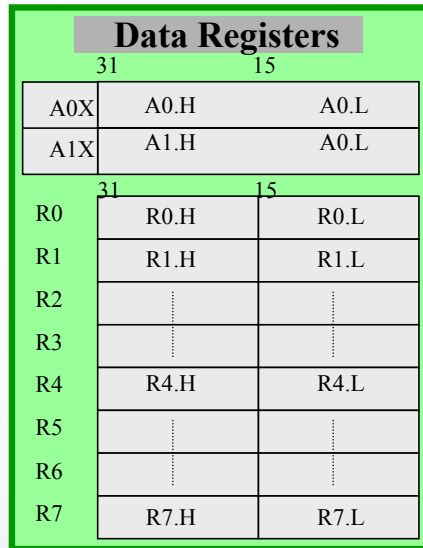 Data Registers
31 15
A0X A0.H A0.L
A1X A1.H A0.L
31 15
R0 R0.H R0.L
R1 R1.H R1.L
R2
R3
R4 R4.H R4.L
R5
R6
R7 R7.H R7.L